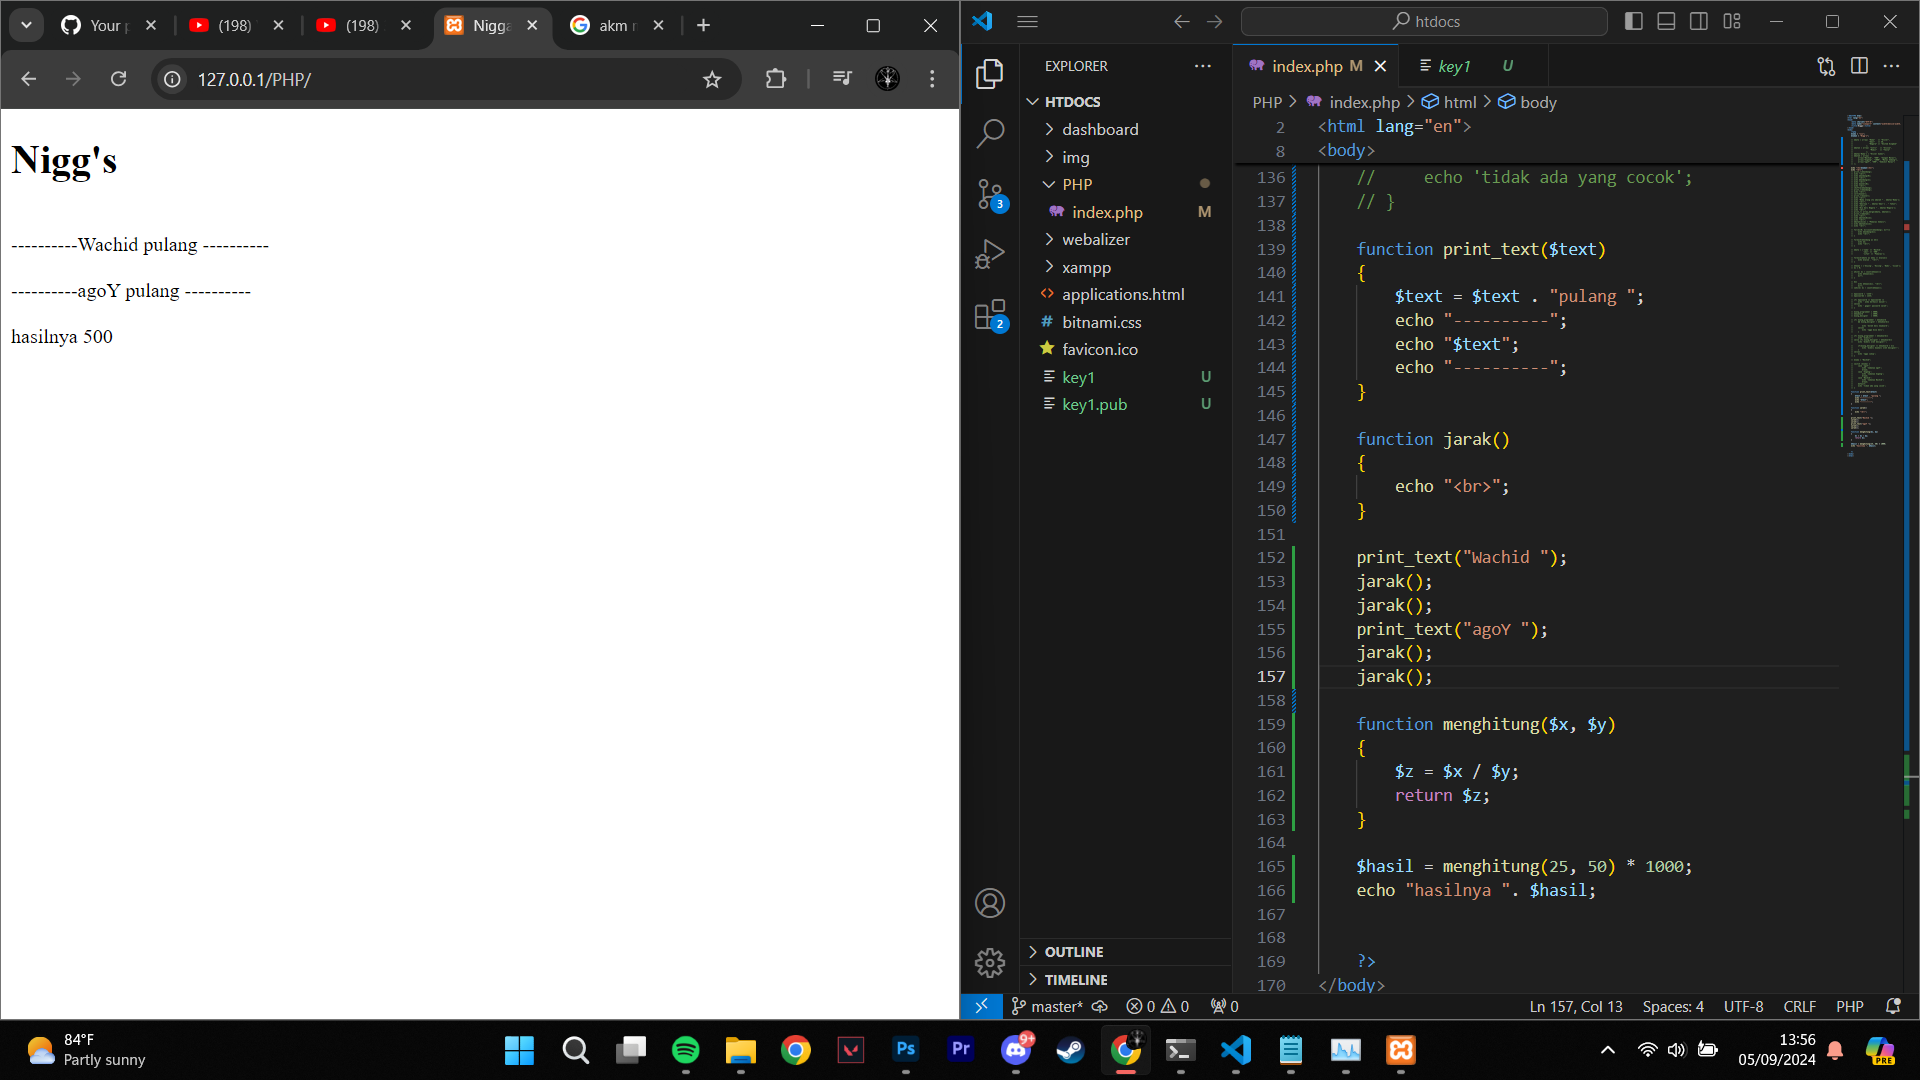 Your p
(198)
(198)
Nigga
akm r
127.0.0.1/PHP/
Nigg's
----------Wachid pulang ----------
----------agoY pulang ----------
hasilnya 500
htdocs
EXPLORER
HTDOCS
dashboard
img
PHP
index.php M
webalizer
xampp
applications.html
bitnami.css
favicon.ico
key1 U
key1.pub U
OUTLINE
TIMELINE
3
2
index.php M
key1 U
PHP > index.php > html > body
2 <html lang="en">
8 <body>
136 //     echo 'tidak ada yang cocok';
137 // }
138
139 function print_text($text)
140 {
141 $text = $text . "pulang ";
142 echo "----------";
143 echo "$text";
144 echo "----------";
145 }
146
147 function jarak()
148 {
149 echo "<br>";
150 }
151
152 print_text("Wachid ");
153 jarak();
154 jarak();
155 print_text("agoY ");
156 jarak();
157 jarak();
158
159 function menghitung($x, $y)
160 {
161 $z = $x / $y;
162 return $z;
163 }
164
165 $hasil = menghitung(25, 50) * 1000;
166 echo "hasilnya ". $hasil;
167
168
169 ?>
170 </body>
master* 0 0 0
Ln 157, Col 13 Spaces: 4 UTF-8 CRLF PHP
84°F
Partly sunny
Ps
Pr
9+
13:56
05/09/2024
PRE